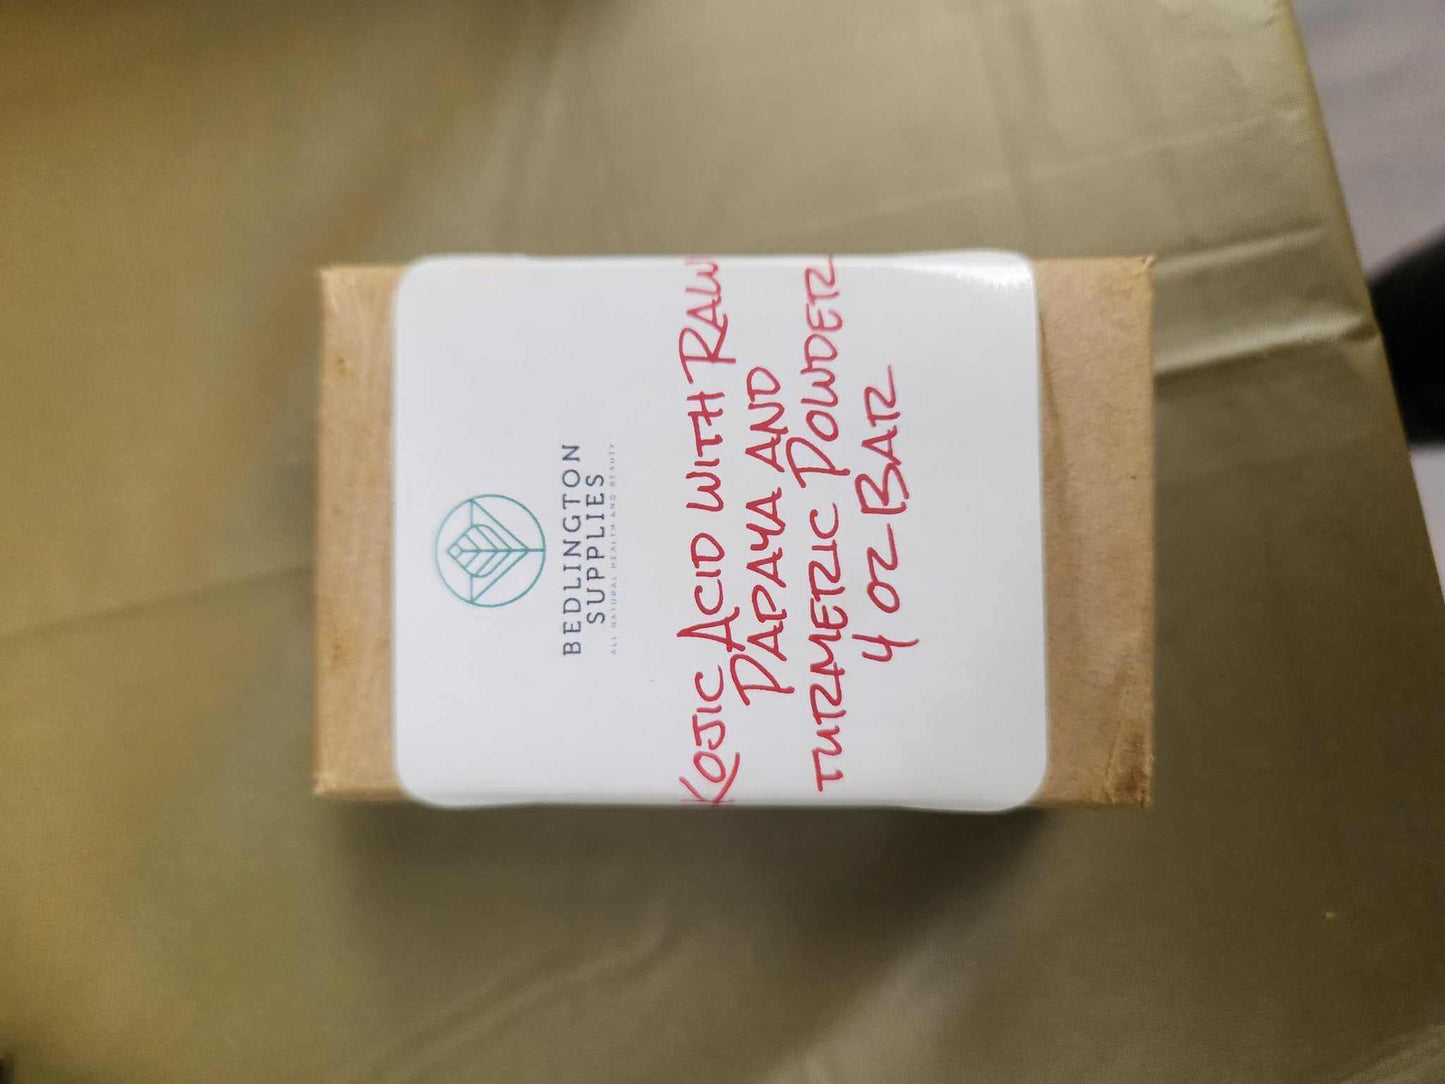 BEDLINGTON
SUPPLIES
ALL NATURAL HEALTH AND BEAUTY
KOJIC ACID WITH RAW
PAPAYA AND
TURMERIC POWDER
4 OZ BAR